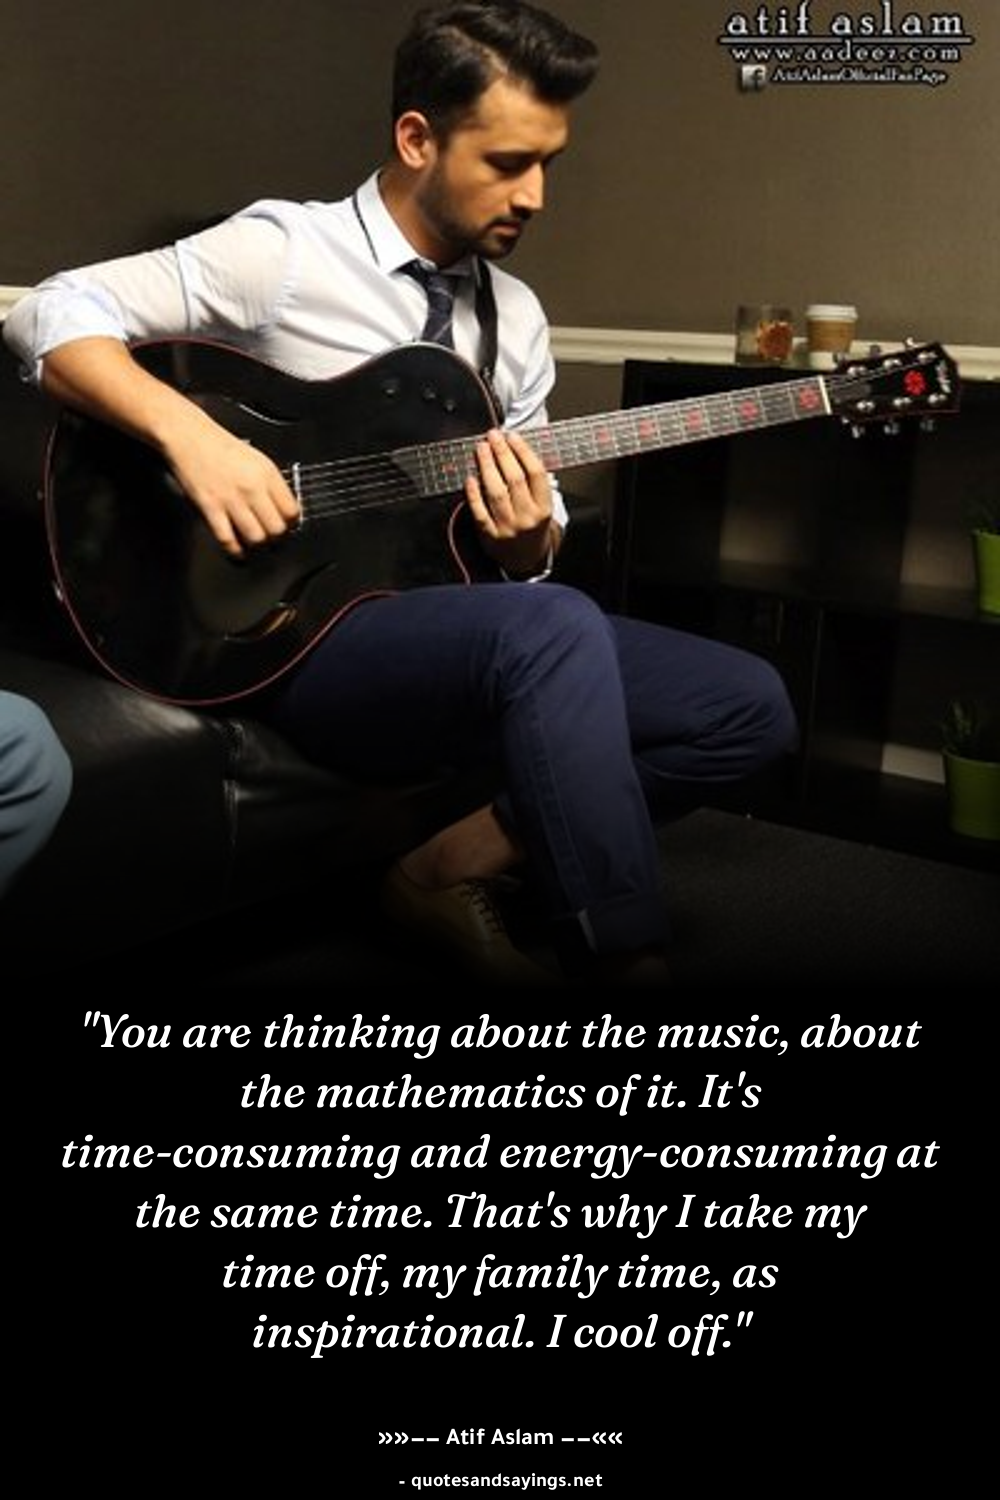 atif aslam
www.aadeez.com
AtifAslamOfficialFanPage
"You are thinking about the music, about
the mathematics of it. It's
time-consuming and energy-consuming at
the same time. That's why I take my
time off, my family time, as
inspirational. I cool off."
»»–– Atif Aslam ––««
- quotesandsayings.net